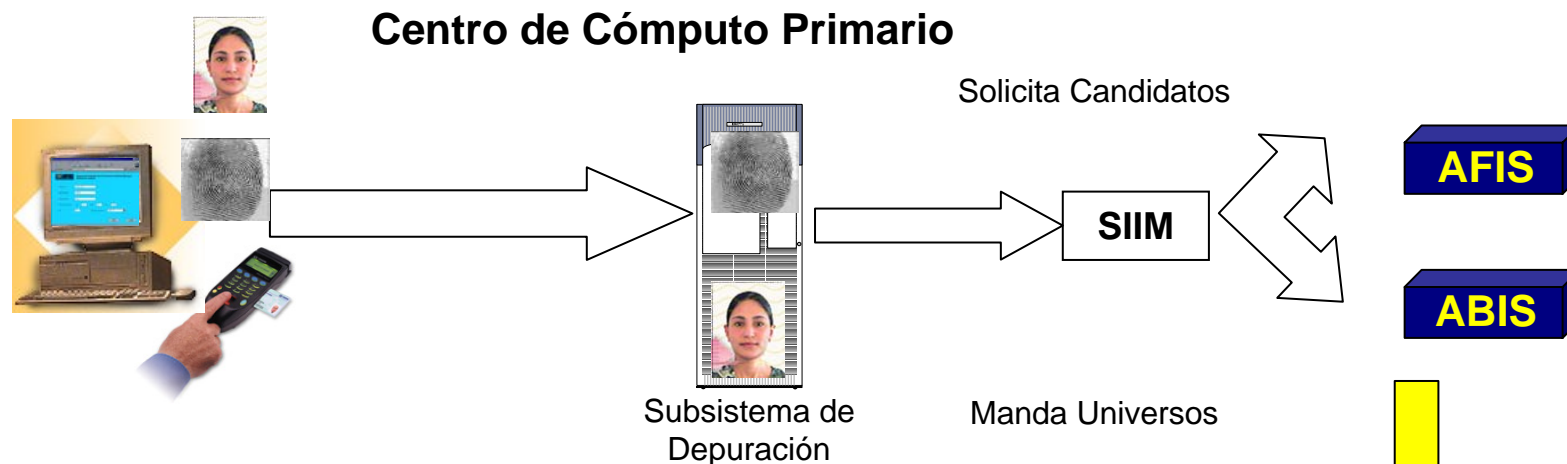 Centro de Cómputo Primario
Solicita Candidatos
AFIS
SIIM
ABIS
Subsistema de
Depuración
Manda Universos